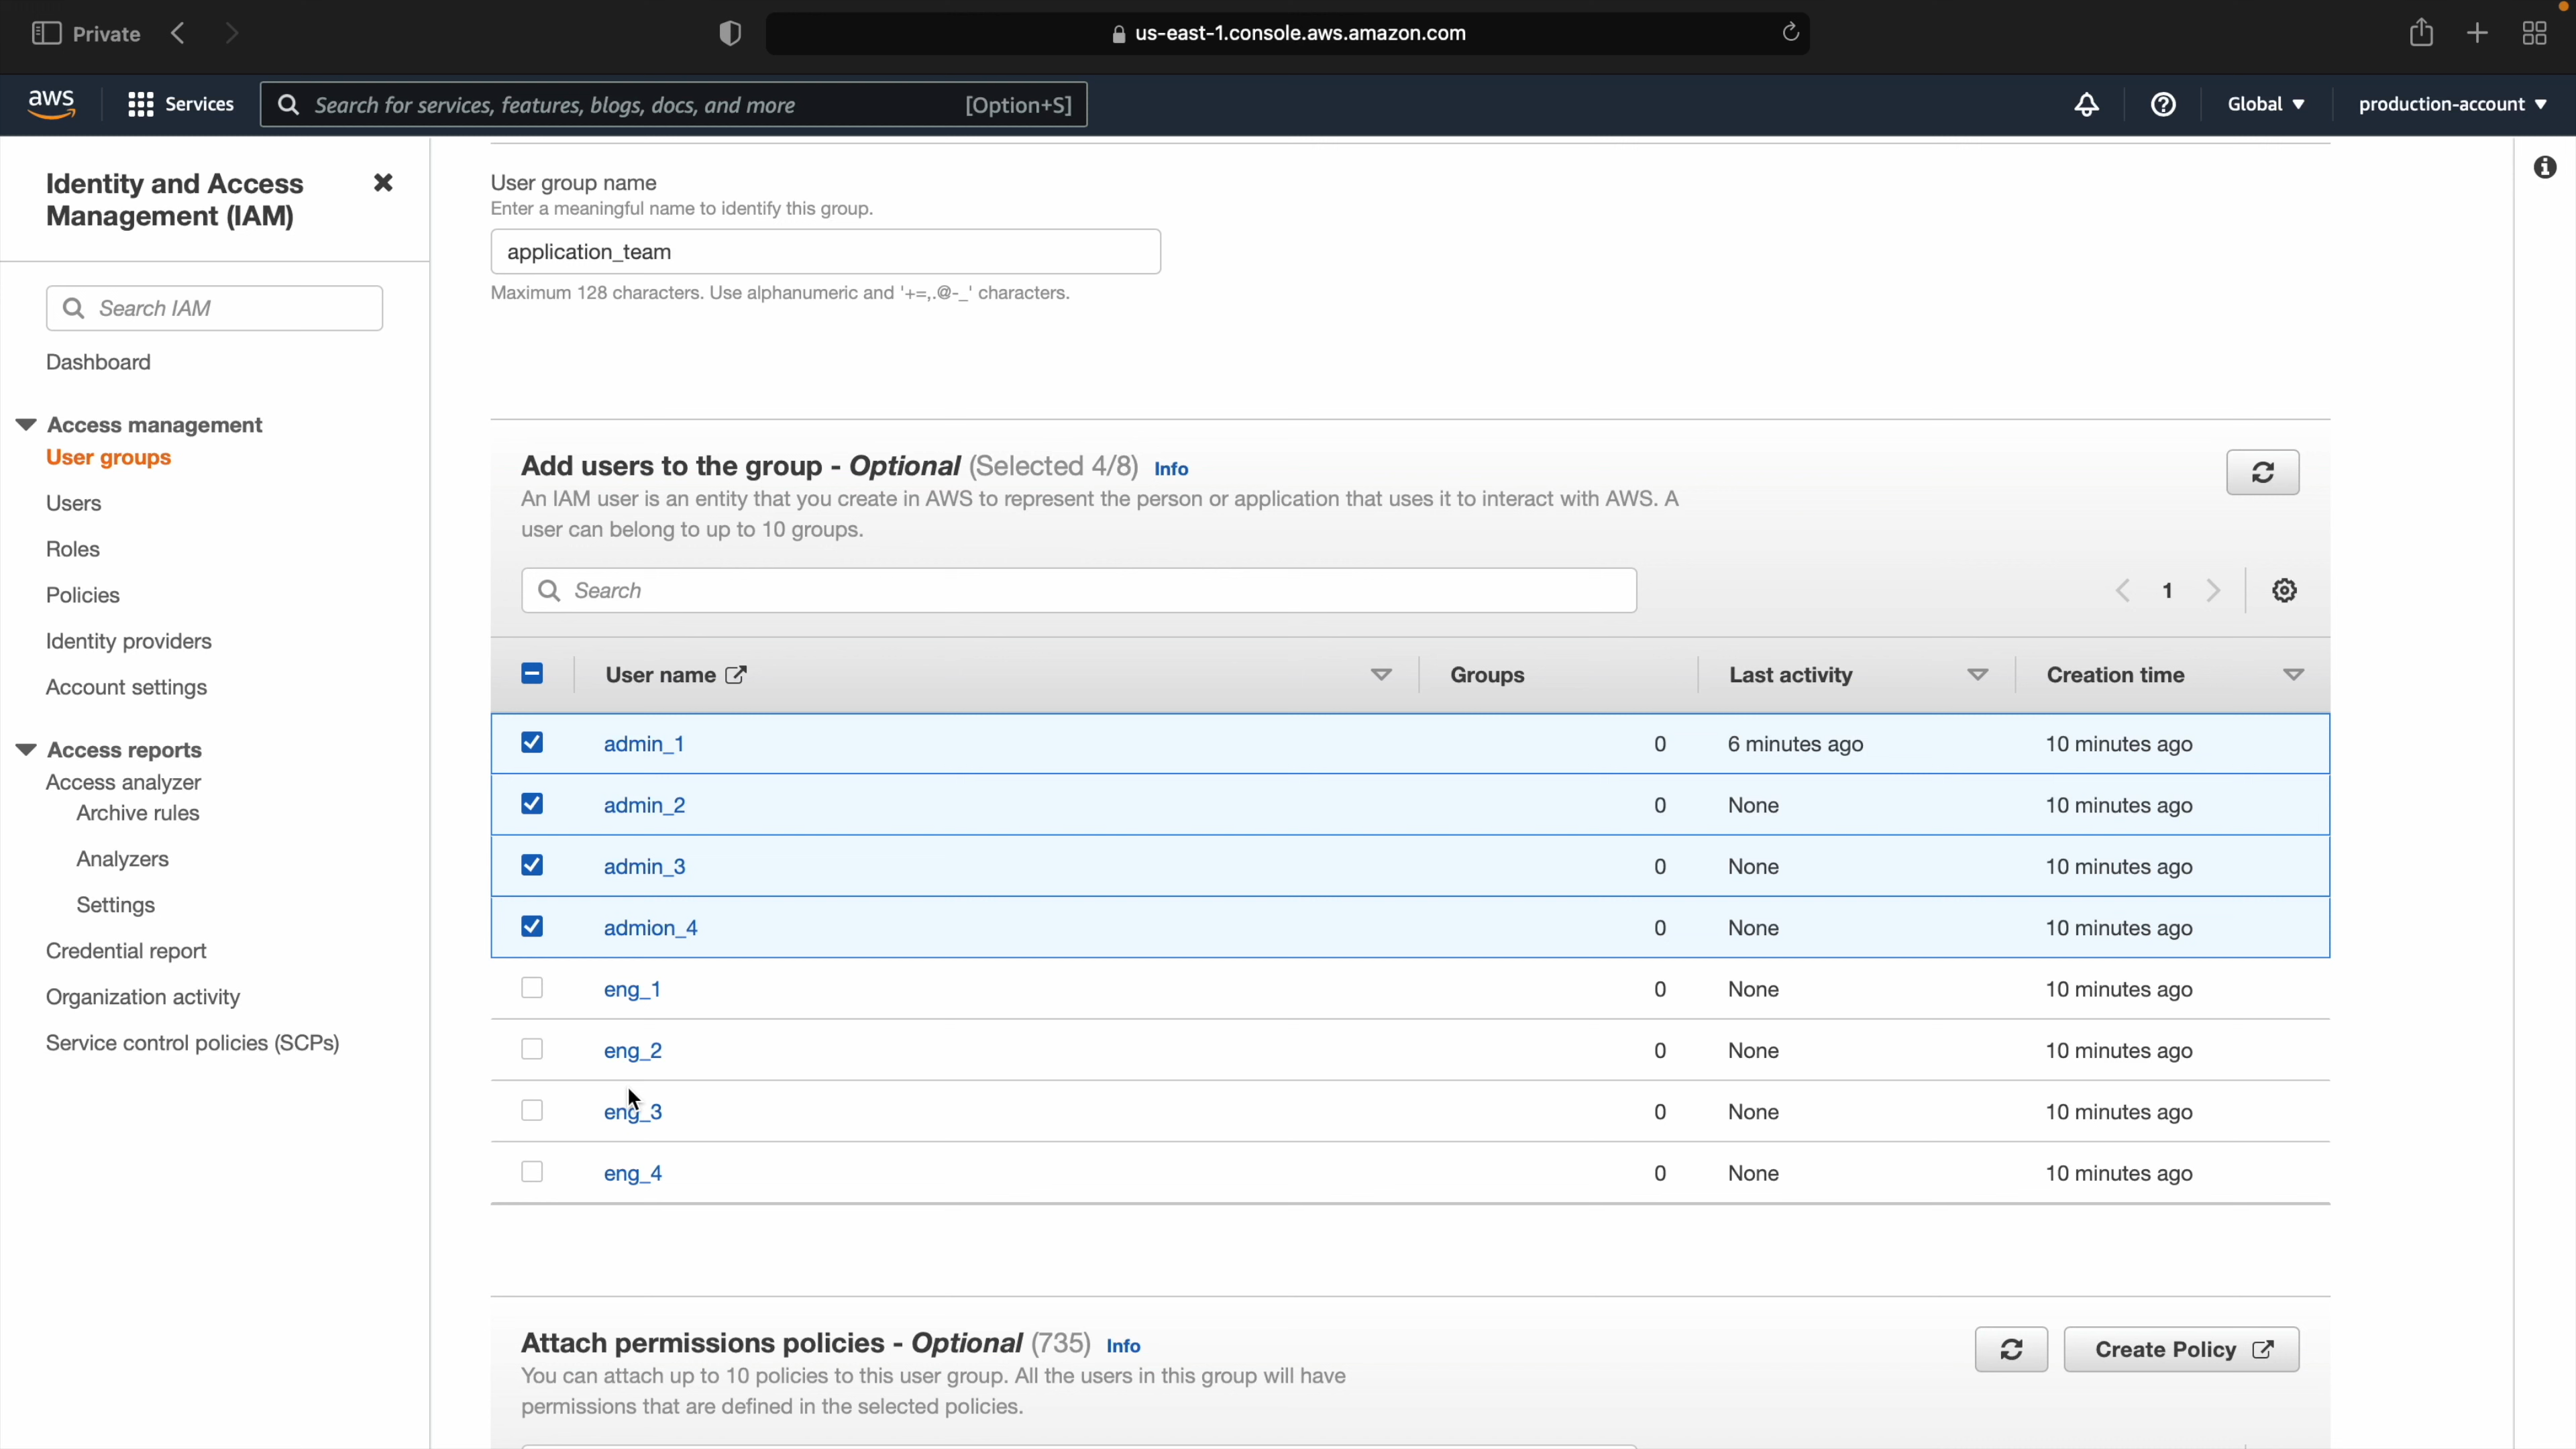 Private
us-east-1.console.aws.amazon.com
aws
Services
Search for services, features, blogs, docs, and more [Option+S]
Global
production-account
Identity and Access
Management (IAM)
Search IAM
Dashboard
Access management
User groups
Users
Roles
Policies
Identity providers
Account settings
Access reports
Access analyzer
Archive rules
Analyzers
Settings
Credential report
Organization activity
Service control policies (SCPs)
User group name
Enter a meaningful name to identify this group.
application_team
Maximum 128 characters. Use alphanumeric and '+=,.@-_' characters.
Add users to the group - Optional (Selected 4/8) Info
An IAM user is an entity that you create in AWS to represent the person or application that uses it to interact with AWS. A
user can belong to up to 10 groups.
Search
1
User name Groups Last activity Creation time
admin_1 0 6 minutes ago 10 minutes ago
admin_2 0 None 10 minutes ago
admin_3 0 None 10 minutes ago
admion_4 0 None 10 minutes ago
eng_1 0 None 10 minutes ago
eng_2 0 None 10 minutes ago
eng_3 0 None 10 minutes ago
eng_4 0 None 10 minutes ago
Attach permissions policies - Optional (735) Info
Create Policy
You can attach up to 10 policies to this user group. All the users in this group will have
permissions that are defined in the selected policies.